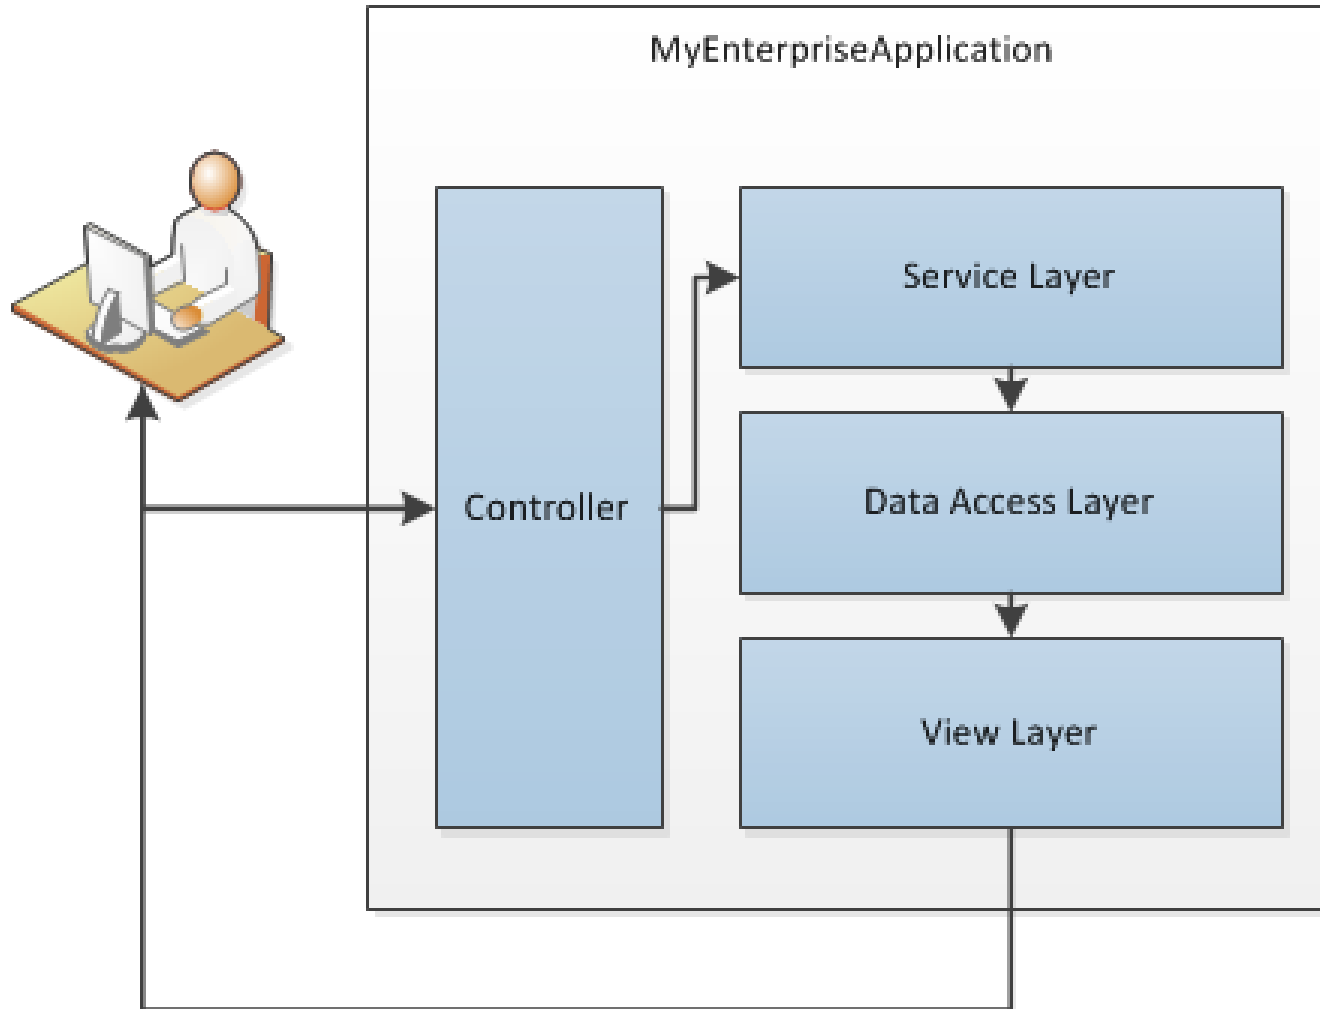 MyEnterpriseApplication
Controller
Service Layer
Data Access Layer
View Layer